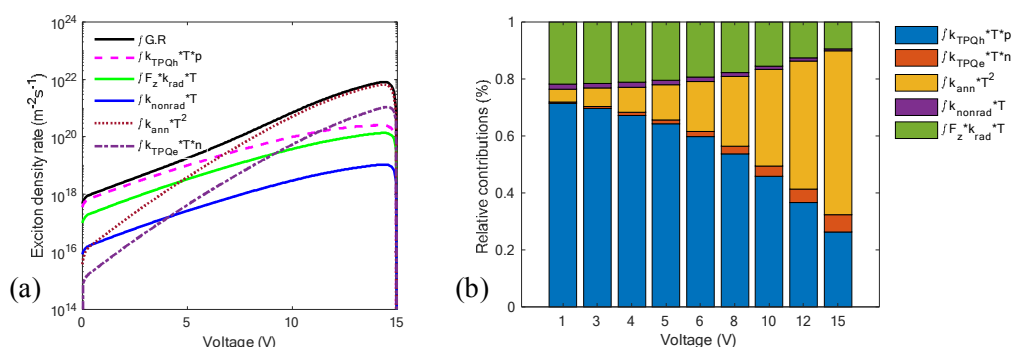 10^24
10^22
10^20
10^18
10^16
10^14
Exciton density rate (m^-2 s^-1)
∫G.R
∫k_TPQh*T*p
∫F_z*k_rad*T
∫k_nonrad*T
∫k_ann*T^2
∫k_TPQe*T*n
0 5 10 15
Voltage (V)
(a)
1
0.8
0.6
0.4
0.2
0
Relative contributions (%)
1 3 4 5 6 8 10 12 15
Voltage (V)
(b)
∫k_TPQh*T*p
∫k_TPQe*T*n
∫k_ann*T^2
∫k_nonrad*T
∫F_z*k_rad*T